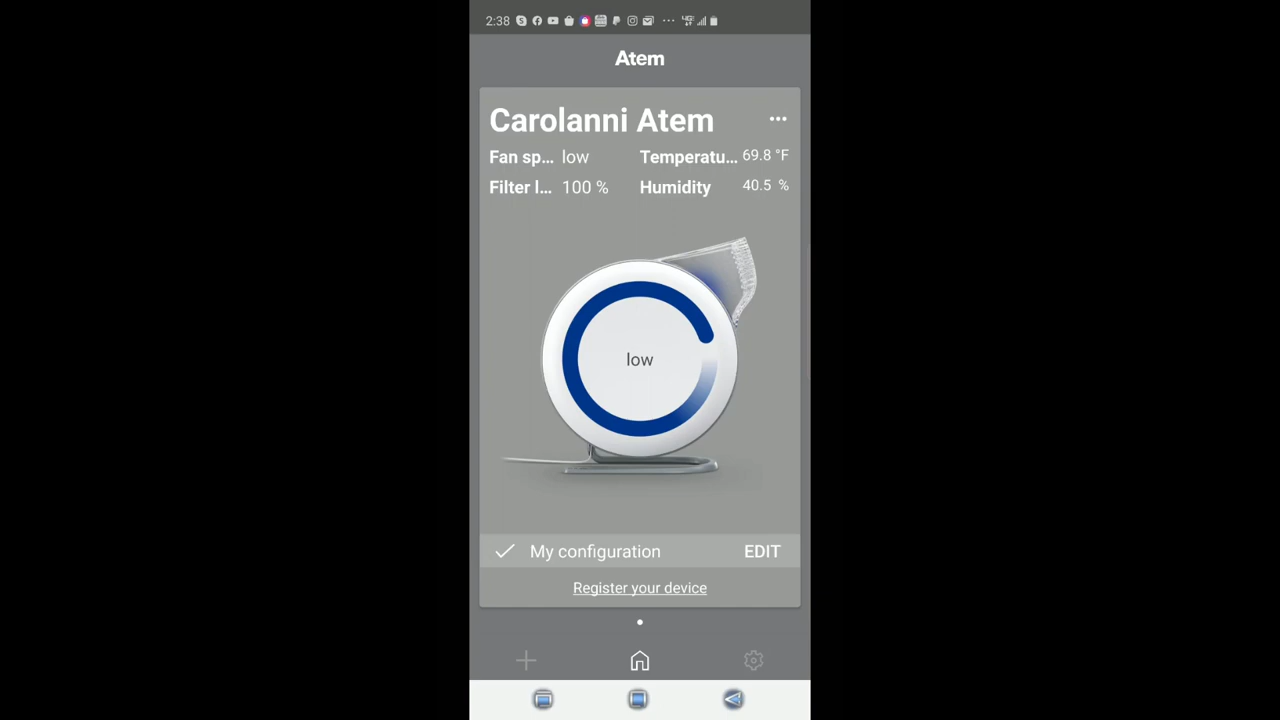 2:38
Atem
Carolanni Atem
Fan sp... low Temperatu... 69.8 °F
Filter l... 100 % Humidity 40.5 %
low
My configuration EDIT
Register your device